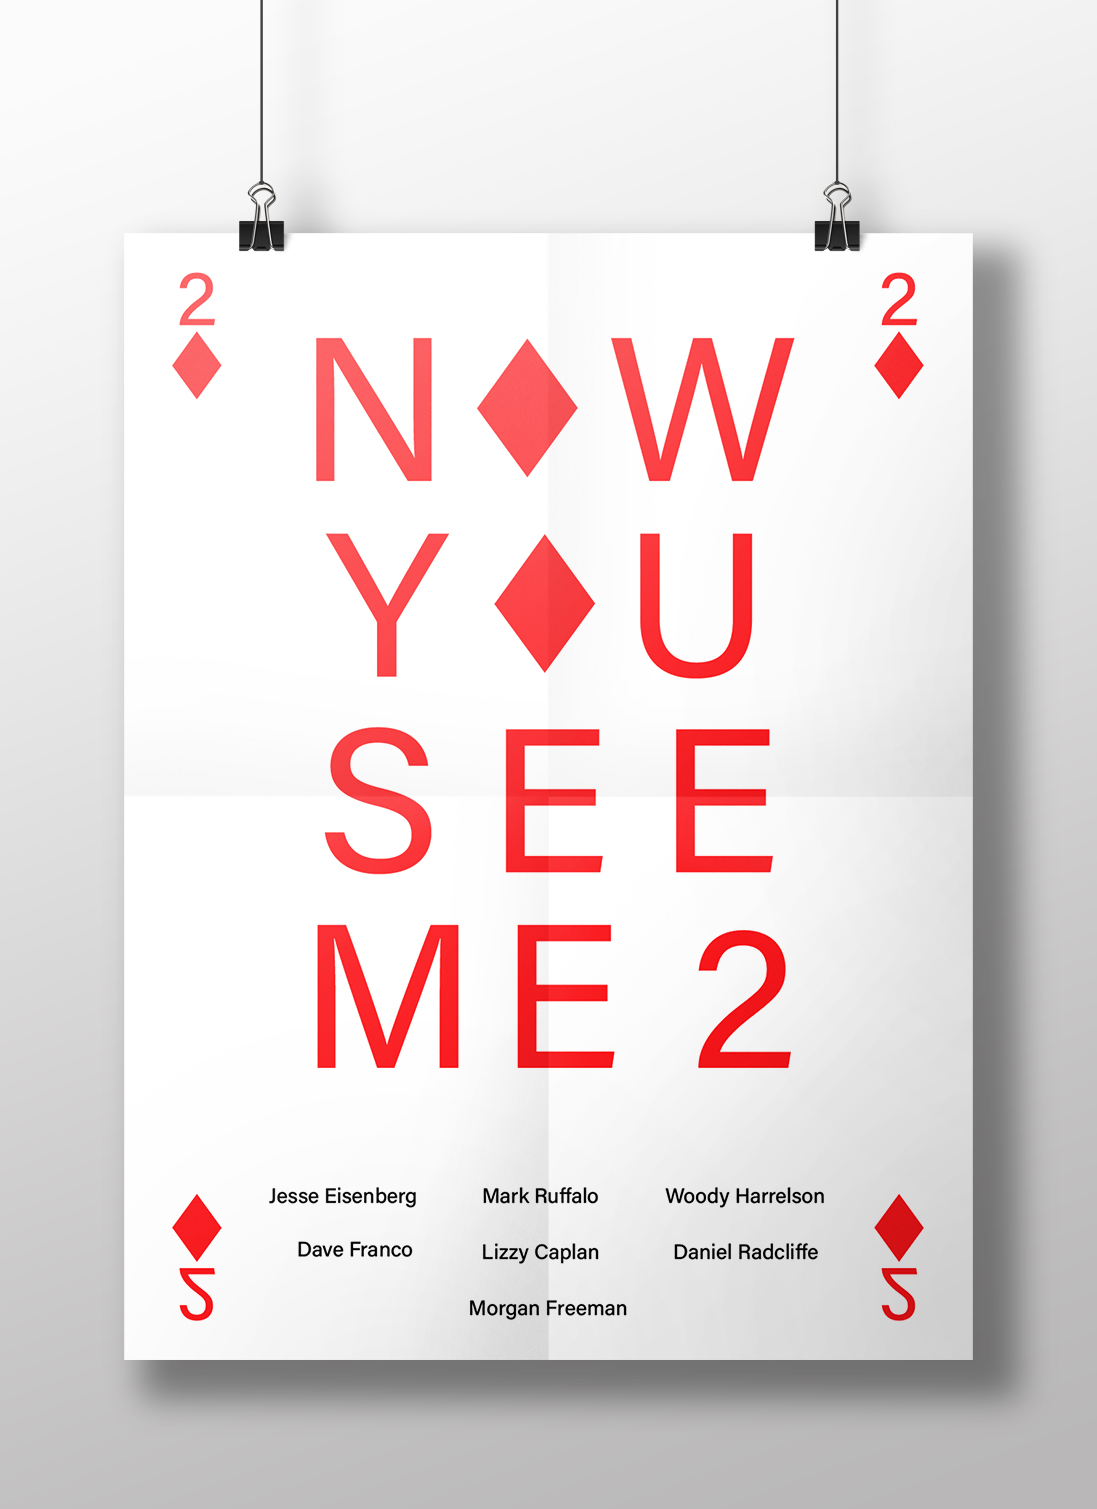 2 2
N♦W
Y♦U
SEE
ME 2
Jesse Eisenberg Mark Ruffalo Woody Harrelson
Dave Franco Lizzy Caplan Daniel Radcliffe
Morgan Freeman
2 2